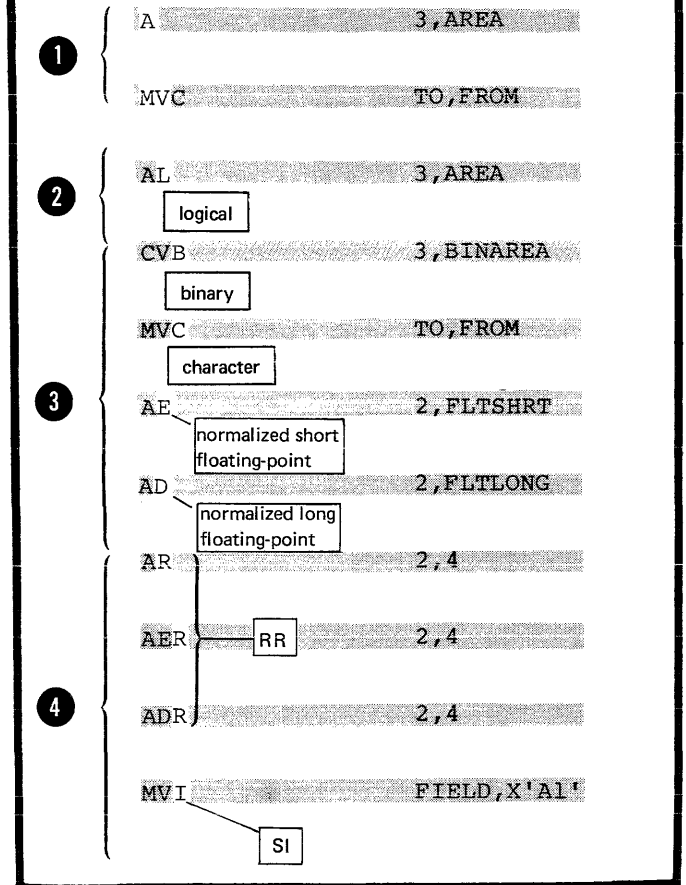 1
A 3,AREA
MVC TO,FROM
2
AL 3,AREA
logical
CVB 3,BINAREA
binary
MVC TO,FROM
character
3
AE 2,FLTSHRT
normalized short
floating-point
AD 2,FLTLONG
normalized long
floating-point
AR 2,4
AER RR 2,4
4
ADR 2,4
MVI FIELD,X'A1'
SI